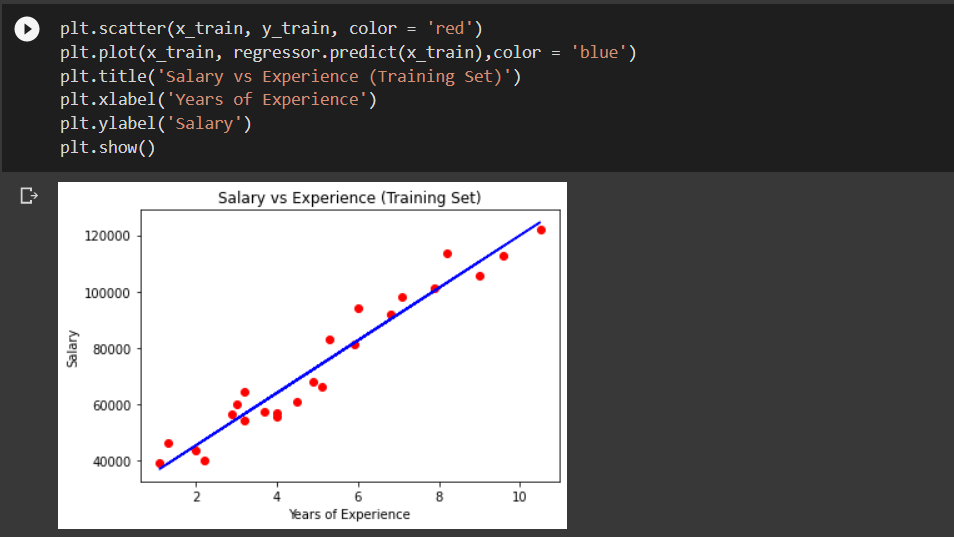 plt.scatter(x_train, y_train, color = 'red')
plt.plot(x_train, regressor.predict(x_train),color = 'blue')
plt.title('Salary vs Experience (Training Set)')
plt.xlabel('Years of Experience')
plt.ylabel('Salary')
plt.show()
Salary vs Experience (Training Set)
120000
100000
80000
60000
40000
Salary
2 4 6 8 10
Years of Experience